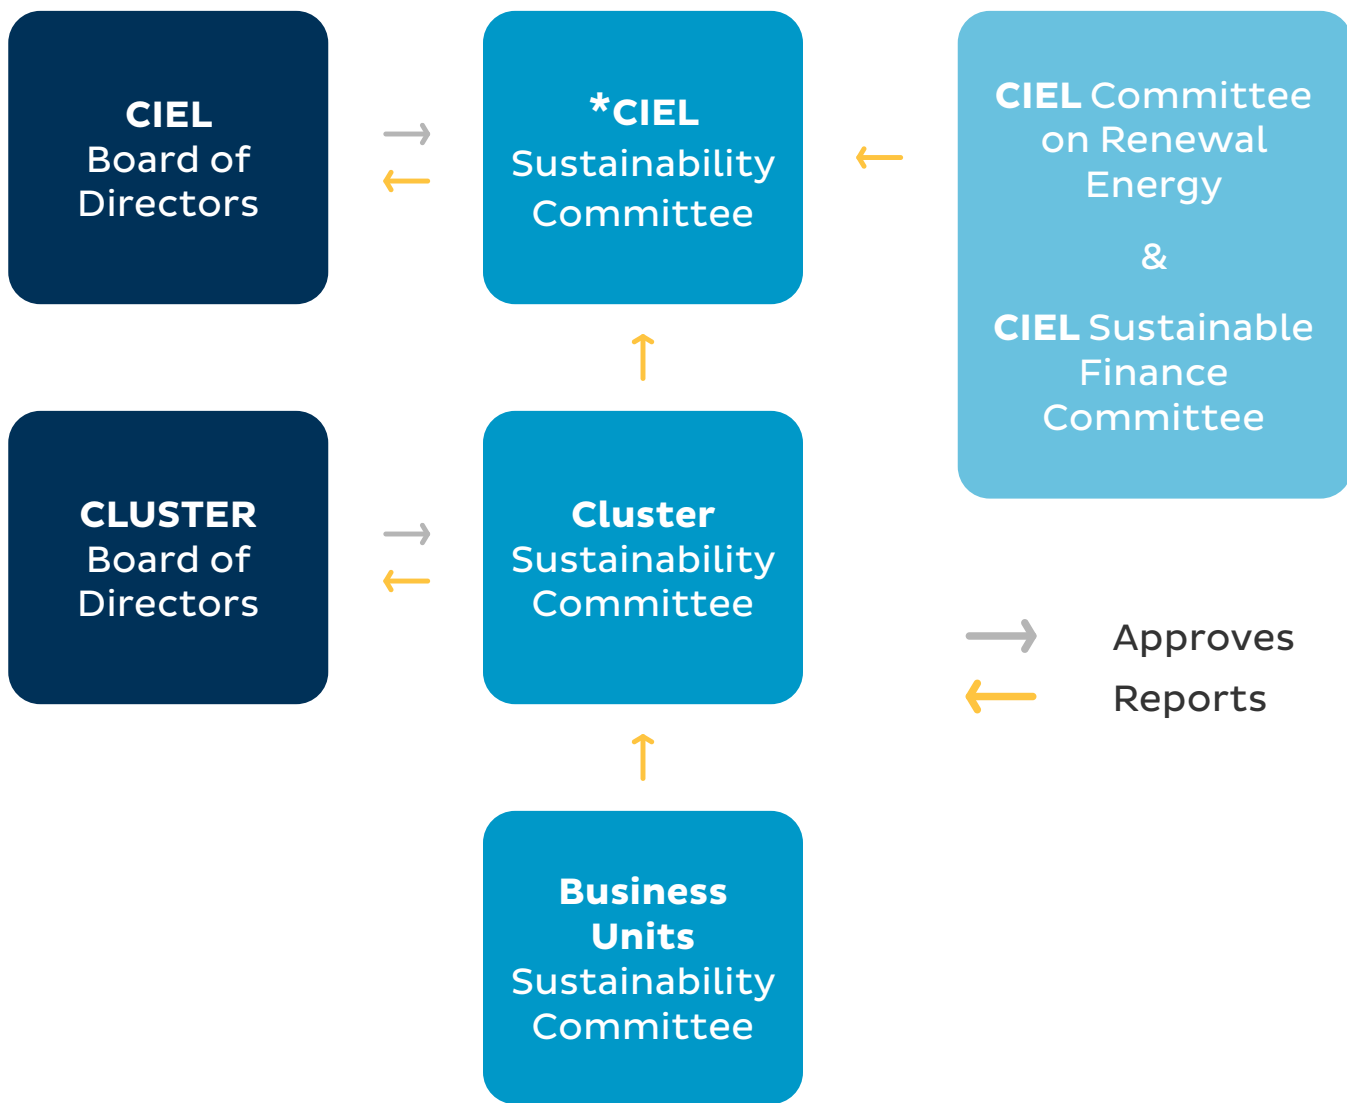 CIEL
Board of
Directors
*CIEL
Sustainability
Committee
CIEL Committee
on Renewal
Energy
&
CIEL Sustainable
Finance
Committee
CLUSTER
Board of
Directors
Cluster
Sustainability
Committee
Approves
Reports
Business
Units
Sustainability
Committee